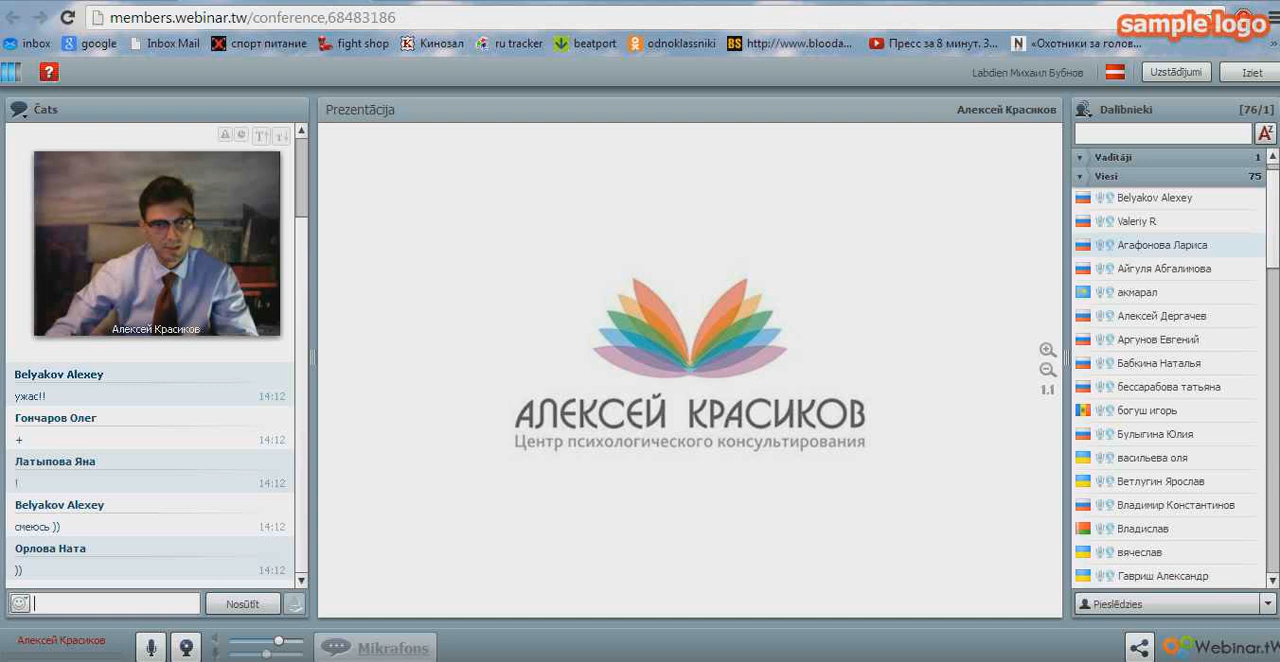 members.webinar.tw/conference,68483186
sample logo
inbox
google
Inbox Mail
спорт питание
fight shop
Кинозал
ru tracker
beatport
odnoklassniki
http://www.blooda...
Пресс за 8 минут. 3...
«Охотники за голов...
»
Labdien Михаил Бубнов
Uzstādījumi
Iziet
Čats
Алексей Красиков
Belyakov Alexey
ужас!!
14:12
Гончаров Олег
+
14:12
Латыпова Яна
!
14:12
Belyakov Alexey
смеюсь ))
14:12
Орлова Ната
))
14:12
Nosūtīt
Prezentācija
Алексей Красиков
АЛЕКСЕЙ КРАСИКОВ
Центр психологического консультирования
1:1
Dalībnieki
[76/1]
Vadītāji
1
Viesi
75
Belyakov Alexey
Valeriy R
Агафонова Лариса
Айгуля Абгалимова
акмарал
Алексей Дергачев
Аргунов Евгений
Бабкина Наталья
бессарабова татьяна
богуш игорь
Булыгина Юлия
васильева оля
Ветлугин Ярослав
Владимир Константинов
Владислав
вячеслав
Гавриш Александр
Pieslēdzies
Алексей Красиков
Mikrafons
Webinar.tw